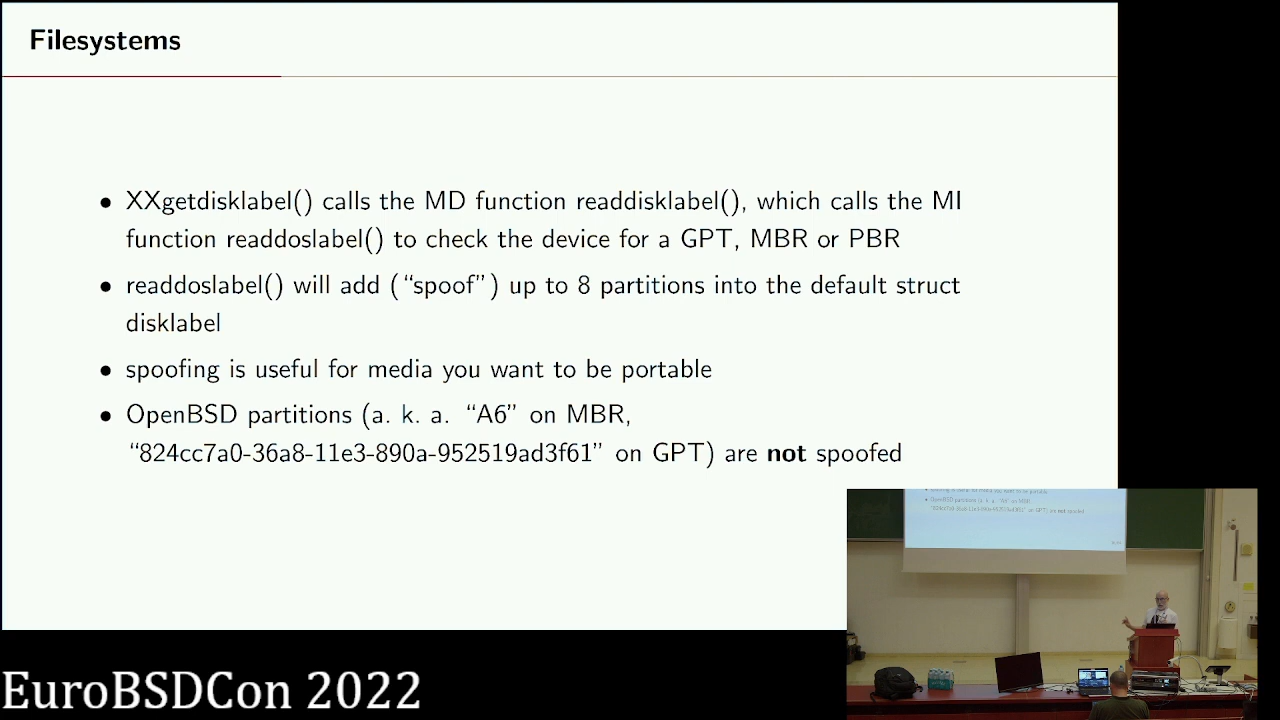 Filesystems
• XXgetdisklabel() calls the MD function readdisklabel(), which calls the MI
function readdoslabel() to check the device for a GPT, MBR or PBR
• readdoslabel() will add (“spoof”) up to 8 partitions into the default struct
disklabel
• spoofing is useful for media you want to be portable
• OpenBSD partitions (a. k. a. “A6” on MBR,
“824cc7a0-36a8-11e3-890a-952519ad3f61” on GPT) are not spoofed
EuroBSDCon 2022